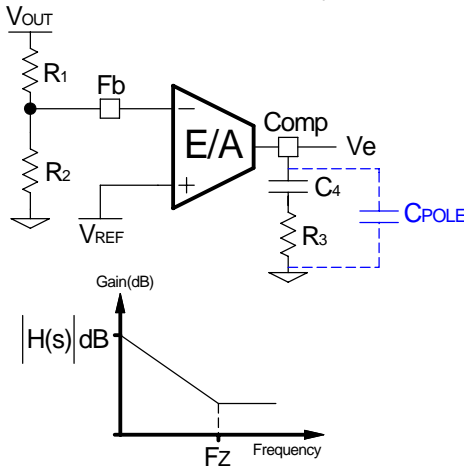 VOUT
R1
Fb
R2
VREF
−
E/A
+
Comp
Ve
C4
R3
CPOLE
Gain(dB)
|H(s)|dB
FZ
Frequency